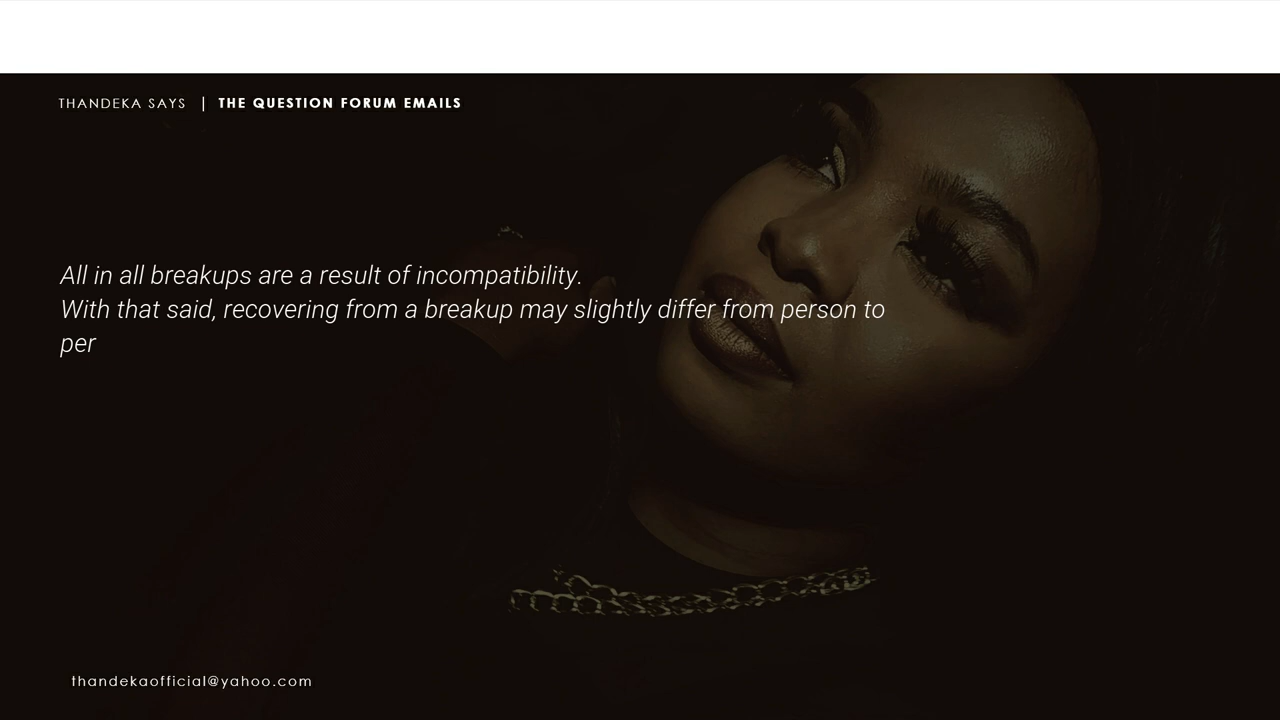 THANDEKA SAYS | THE QUESTION FORUM EMAILS
All in all breakups are a result of incompatibility.
With that said, recovering from a breakup may slightly differ from person to
per
thandekaofficial@yahoo.com